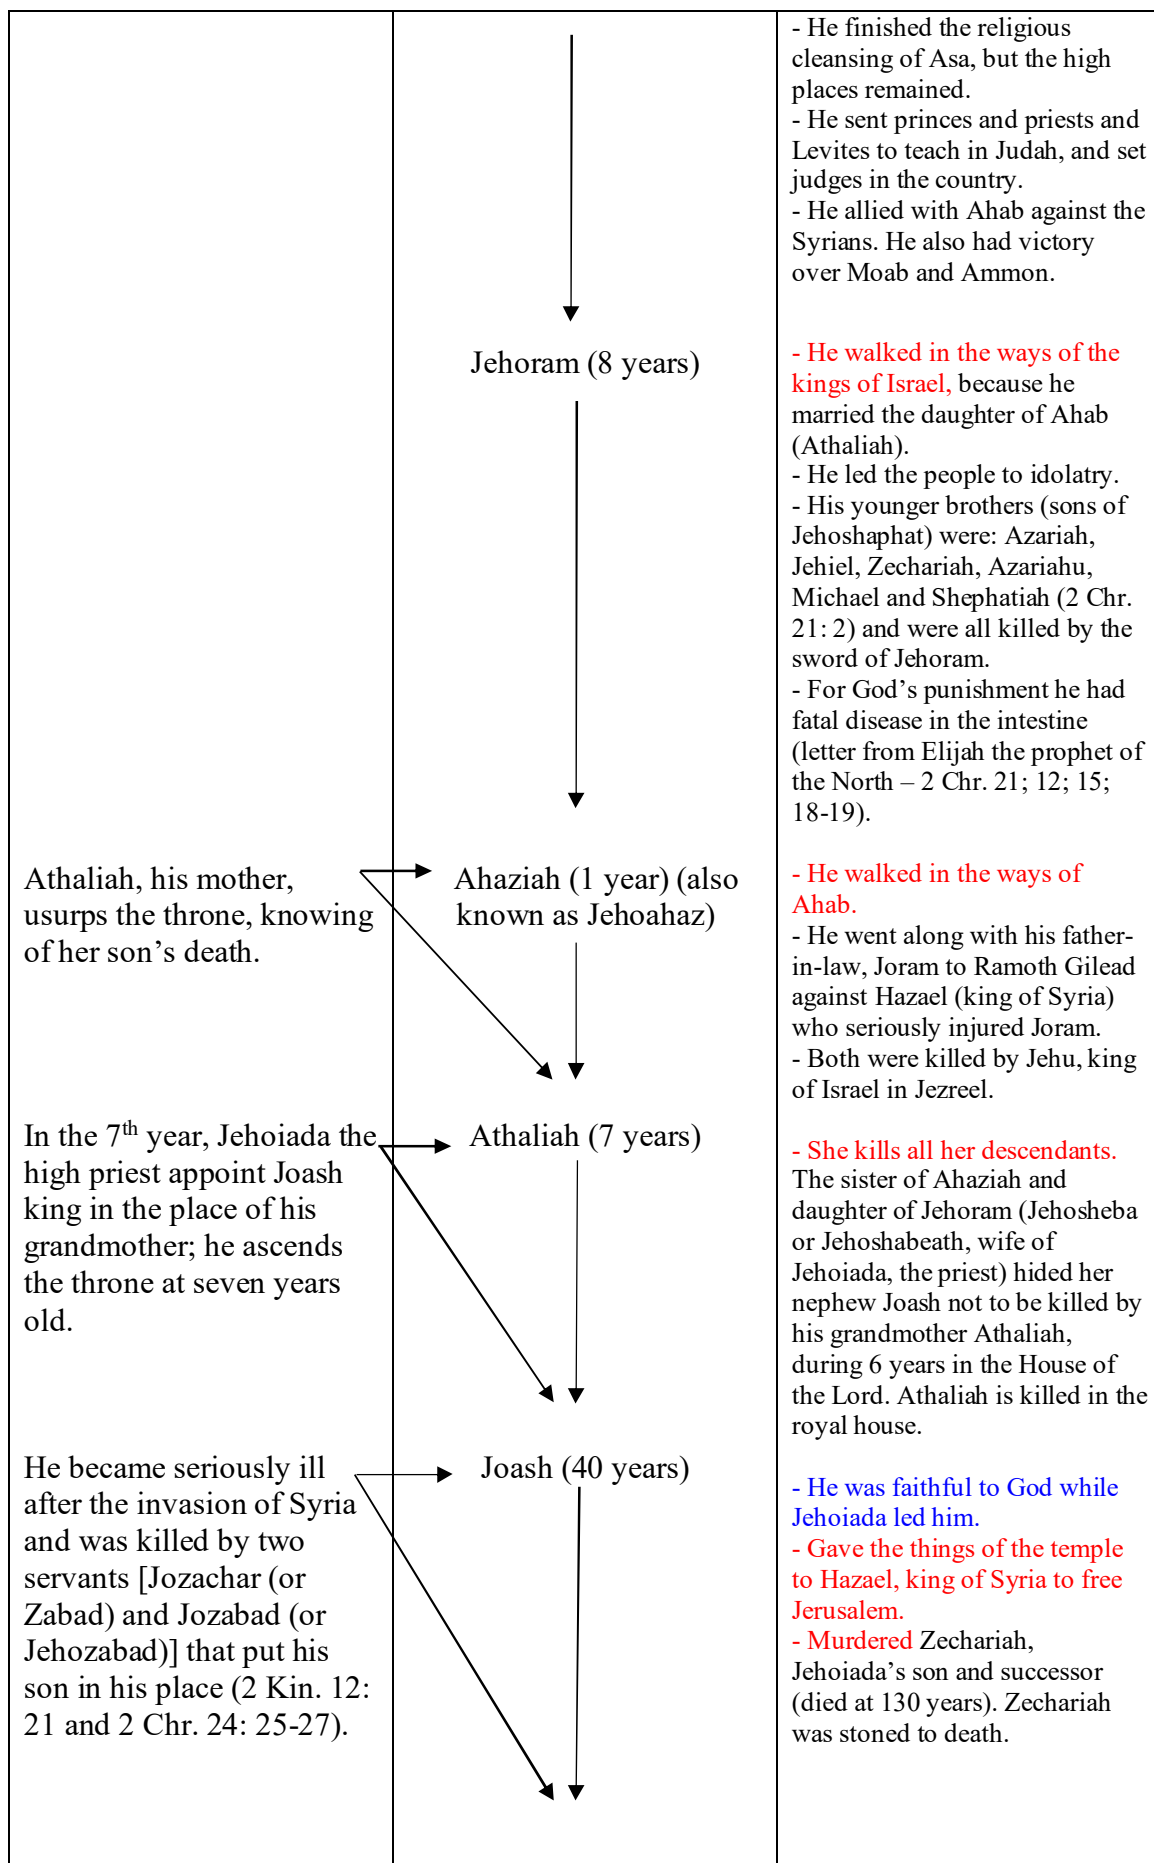 - He finished the religious
cleansing of Asa, but the high
places remained.
- He sent princes and priests and
Levites to teach in Judah, and set
judges in the country.
- He allied with Ahab against the
Syrians. He also had victory
over Moab and Ammon.
Jehoram (8 years)
- He walked in the ways of the
kings of Israel, because he
married the daughter of Ahab
(Athaliah).
- He led the people to idolatry.
- His younger brothers (sons of
Jehoshaphat) were: Azariah,
Jehiel, Zechariah, Azariahu,
Michael and Shephatiah (2 Chr.
21: 2) and were all killed by the
sword of Jehoram.
- For God’s punishment he had
fatal disease in the intestine
(letter from Elijah the prophet of
the North – 2 Chr. 21; 12; 15;
18-19).
Athaliah, his mother,
usurps the throne, knowing
of her son’s death.
Ahaziah (1 year) (also
known as Jehoahaz)
- He walked in the ways of
Ahab.
- He went along with his father-
in-law, Joram to Ramoth Gilead
against Hazael (king of Syria)
who seriously injured Joram.
- Both were killed by Jehu, king
of Israel in Jezreel.
In the 7th year, Jehoiada the
high priest appoint Joash
king in the place of his
grandmother; he ascends
the throne at seven years
old.
Athaliah (7 years)
- She kills all her descendants.
The sister of Ahaziah and
daughter of Jehoram (Jehosheba
or Jehoshabeath, wife of
Jehoiada, the priest) hided her
nephew Joash not to be killed by
his grandmother Athaliah,
during 6 years in the House of
the Lord. Athaliah is killed in the
royal house.
He became seriously ill
after the invasion of Syria
and was killed by two
servants [Jozachar (or
Zabad) and Jozabad (or
Jehozabad)] that put his
son in his place (2 Kin. 12:
21 and 2 Chr. 24: 25-27).
Joash (40 years)
- He was faithful to God while
Jehoiada led him.
- Gave the things of the temple
to Hazael, king of Syria to free
Jerusalem.
- Murdered Zechariah,
Jehoiada’s son and successor
(died at 130 years). Zechariah
was stoned to death.